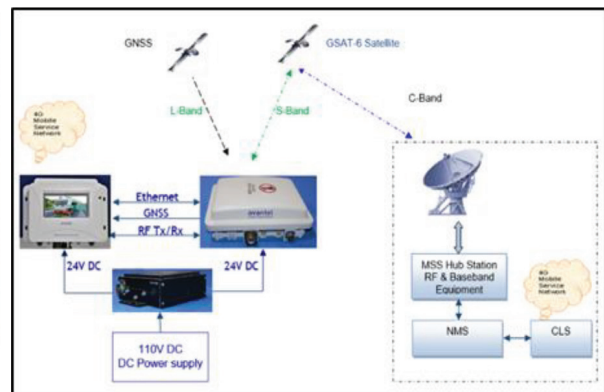 GNSS
GSAT-6 Satellite
L-Band
S-Band
C-Band
4G
Mobile
Service
Network
Ethernet
GNSS
RF Tx/Rx
24V DC
24V DC
110V DC
DC Power supply
MSS Hub Station
RF & Baseband
Equipment
4G
Mobile
Service
Network
NMS
CLS